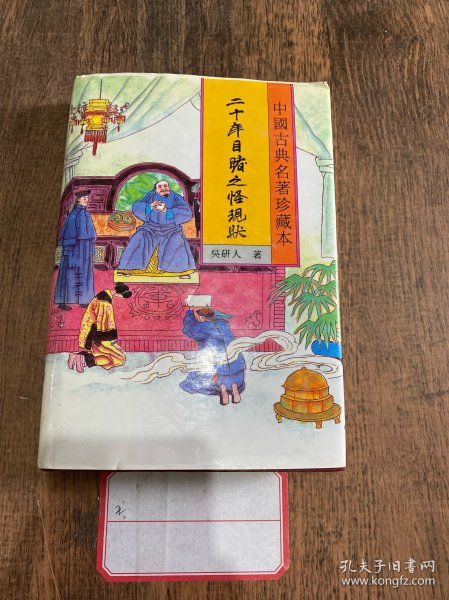 中國古典名著珍藏本
二十年目睹之怪現狀
吳研人 著
孔夫子旧书网
www.kongfz.com